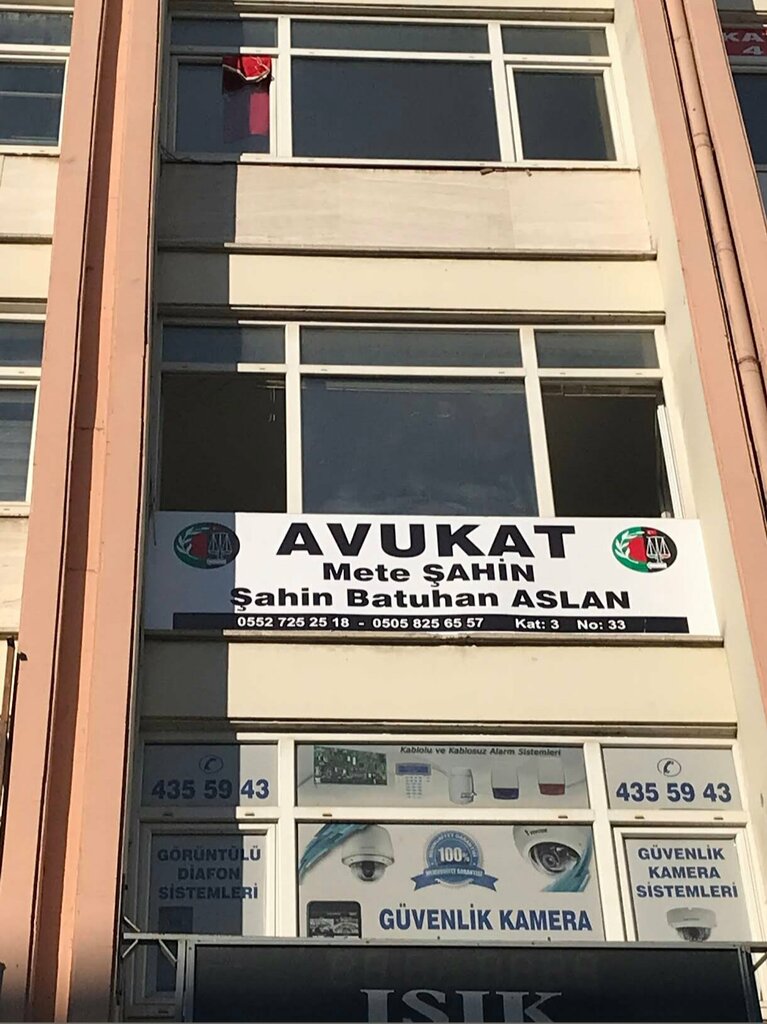 KA
4
AVUKAT
Mete ŞAHİN
Şahin Batuhan ASLAN
0552 725 25 18 - 0505 825 65 57 Kat: 3 No: 33
Kablolu ve Kablosuz Alarm Sistemleri
435 59 43
435 59 43
GÖRÜNTÜLÜ
DİAFON
SİSTEMLERİ
100%
GÜVENLİK KAMERA
GÜVENLİK
KAMERA
SİSTEMLERİ
IŞIK